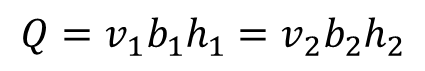 Q = v₁b₁h₁ = v₂b₂h₂